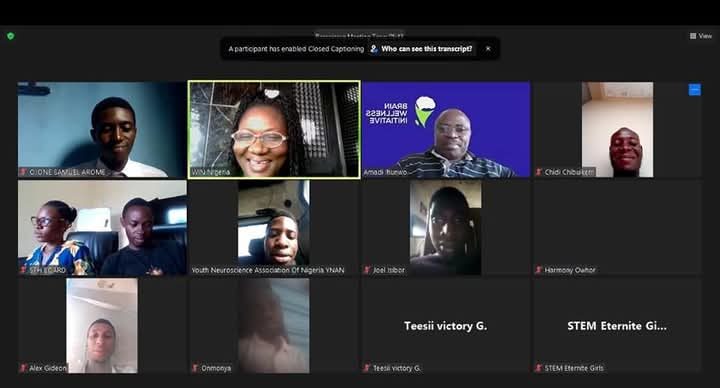 View
A participant has enabled Closed Captioning
Who can see this transcript?
OJONE SAMUEL AROME
WIN Nigeria
BRAIN
WELLNESS
INITIATIVE
Amadi Ihunwo
Chidi Chibuikem
Youth Neuroscience Association Of Nigeria YNAN
Joel Isibor
Harmony Owhor
Alex Gideon
Onmonya
Teesii victory G.
Teesii victory G.
STEM Eternite Gi...
STEM Eternite Girls